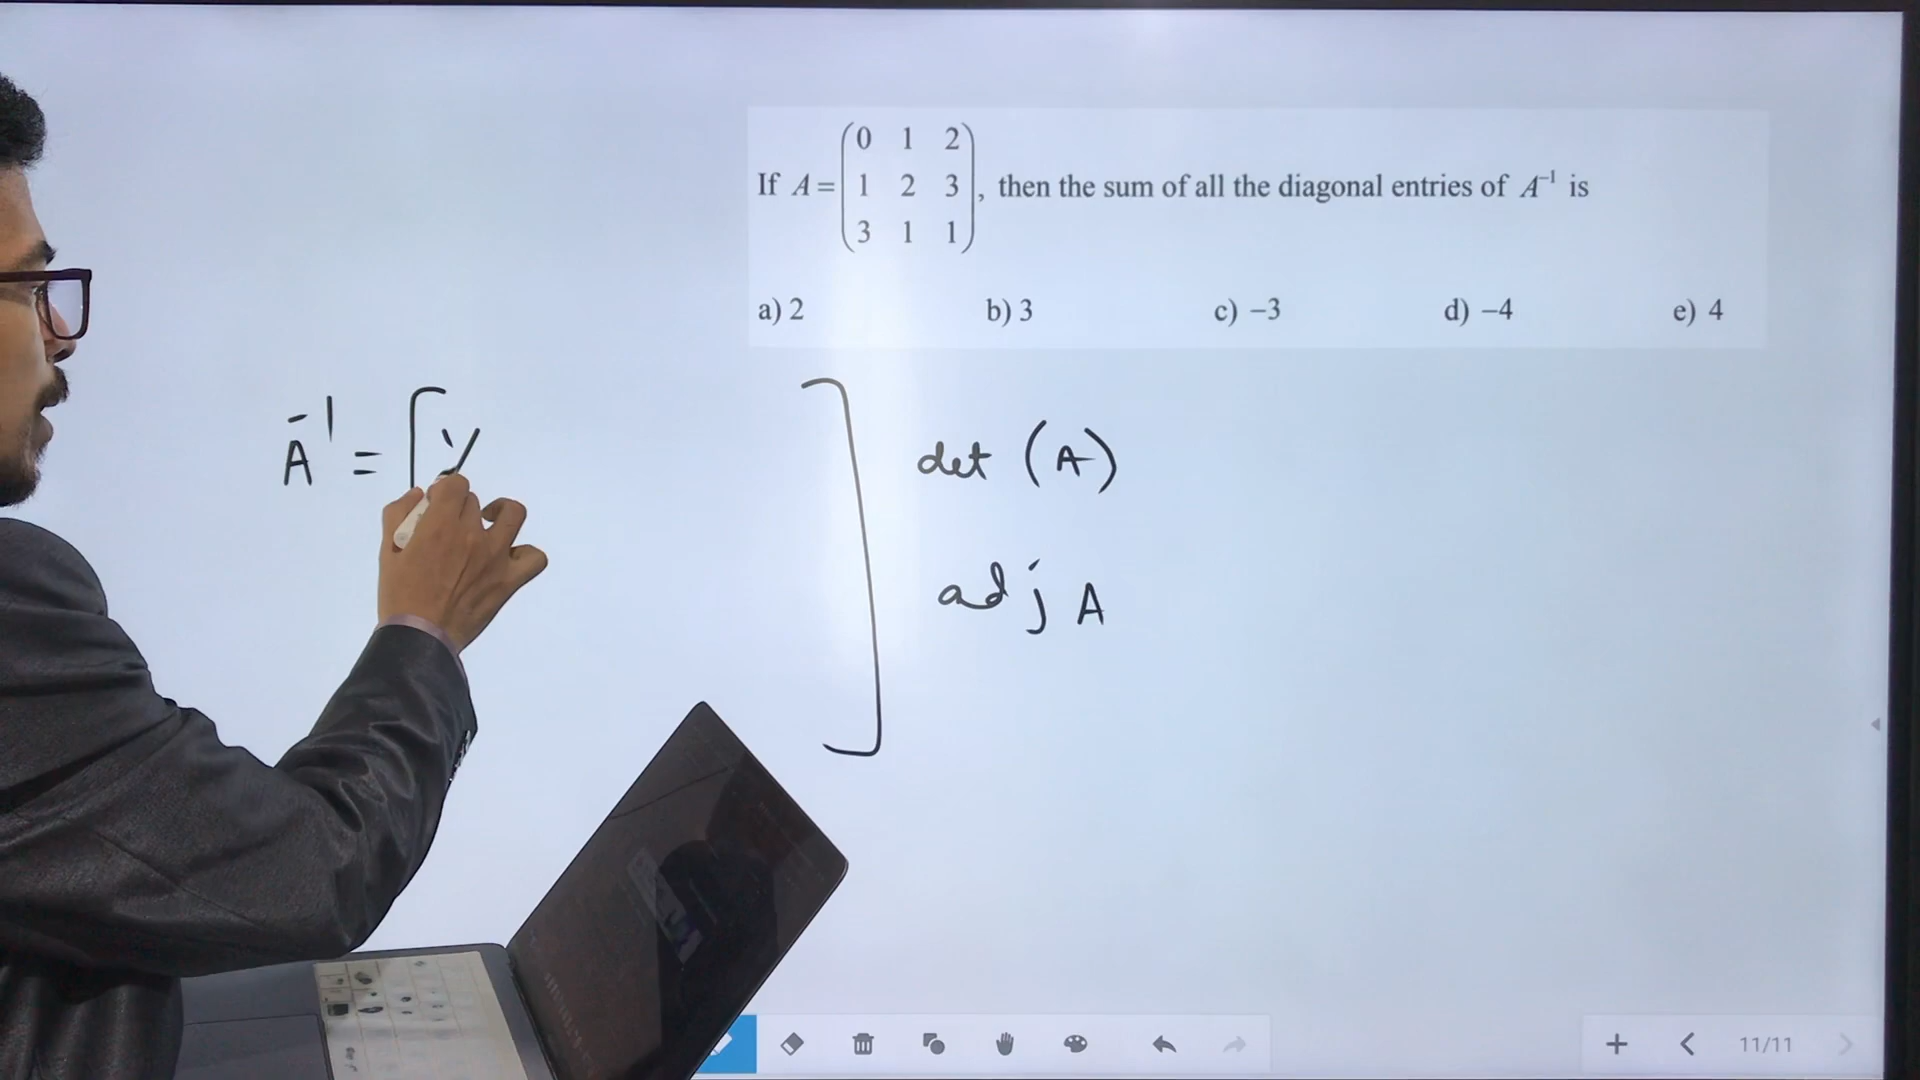 If A = (0 1 2
1 2 3
3 1 1), then the sum of all the diagonal entries of A⁻¹ is
a) 2 b) 3 c) −3 d) −4 e) 4
A⁻¹ = [
] det (A)
adj A
11/11